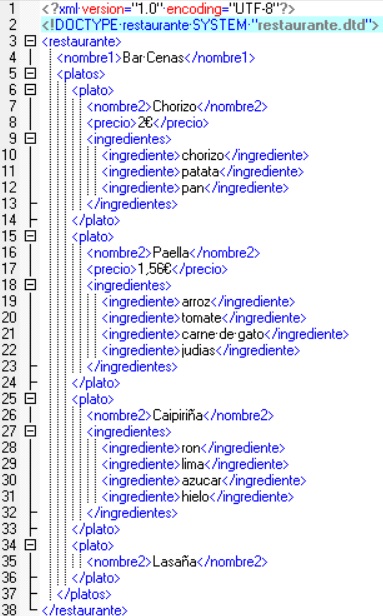 1 <?xml version="1.0" encoding="UTF-8"?>
2 <!DOCTYPE restaurante SYSTEM "restaurante.dtd">
3 <restaurante>
4 <nombre1>Bar Cenas</nombre1>
5 <platos>
6 <plato>
7 <nombre2>Chorizo</nombre2>
8 <precio>2€</precio>
9 <ingredientes>
10 <ingrediente>chorizo</ingrediente>
11 <ingrediente>patata</ingrediente>
12 <ingrediente>pan</ingrediente>
13 </ingredientes>
14 </plato>
15 <plato>
16 <nombre2>Paella</nombre2>
17 <precio>1,56€</precio>
18 <ingredientes>
19 <ingrediente>arroz</ingrediente>
20 <ingrediente>tomate</ingrediente>
21 <ingrediente>carne de gato</ingrediente>
22 <ingrediente>judias</ingrediente>
23 </ingredientes>
24 </plato>
25 <plato>
26 <nombre2>Caipiriña</nombre2>
27 <ingredientes>
28 <ingrediente>ron</ingrediente>
29 <ingrediente>lima</ingrediente>
30 <ingrediente>azucar</ingrediente>
31 <ingrediente>hielo</ingrediente>
32 </ingredientes>
33 </plato>
34 <plato>
35 <nombre2>Lasaña</nombre2>
36 </plato>
37 </platos>
38 </restaurante>